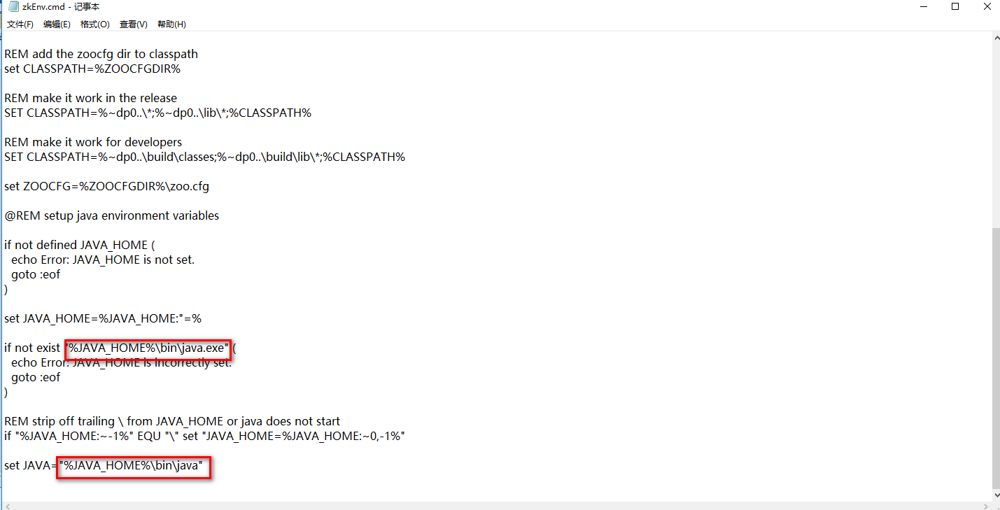 zkEnv.cmd - 记事本
文件(F) 编辑(E) 格式(O) 查看(V) 帮助(H)
REM add the zoocfg dir to classpath
set CLASSPATH=%ZOOCFGDIR%
REM make it work in the release
SET CLASSPATH=%~dp0..\*;%~dp0..\lib\*;%CLASSPATH%
REM make it work for developers
SET CLASSPATH=%~dp0..\build\classes;%~dp0..\build\lib\*;%CLASSPATH%
set ZOOCFG=%ZOOCFGDIR%\zoo.cfg
@REM setup java environment variables
if not defined JAVA_HOME (
  echo Error: JAVA_HOME is not set.
  goto :eof
)
set JAVA_HOME=%JAVA_HOME:"=%
if not exist "%JAVA_HOME%\bin\java.exe" (
  echo Error: JAVA_HOME is incorrectly set.
  goto :eof
)
REM strip off trailing \ from JAVA_HOME or java does not start
if "%JAVA_HOME:~-1%" EQU "\" set "JAVA_HOME=%JAVA_HOME:~0,-1%"
set JAVA="%JAVA_HOME%\bin\java"